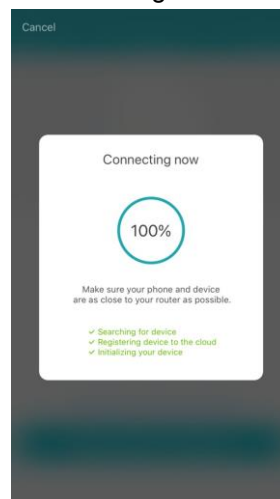 Cancel
Connecting now
100%
Make sure your phone and device
are as close to your router as possible.
✓ Searching for device
✓ Registering device to the cloud
✓ Initializing your device